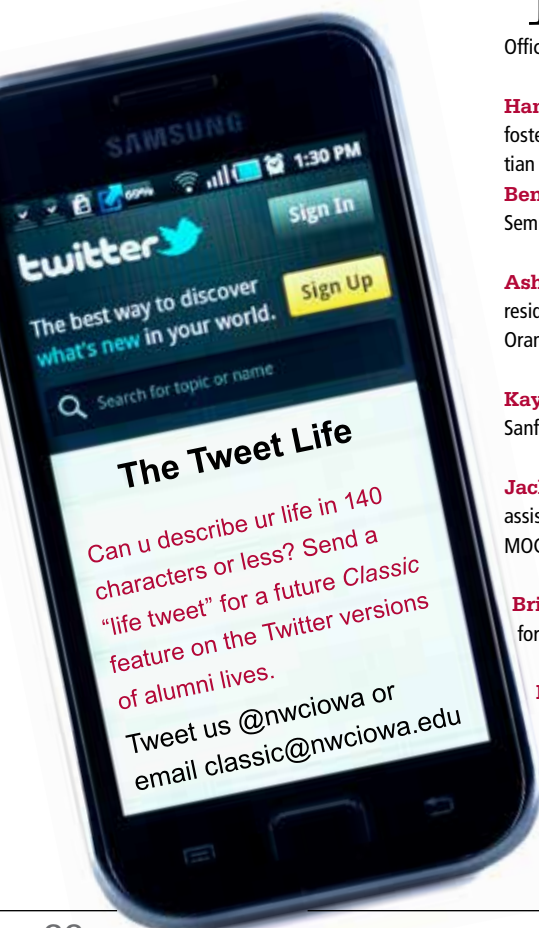 SAMSUNG
69% 1:30 PM
twitter
Sign In
The best way to discover
what's new in your world.
Sign Up
Search for topic or name
The Tweet Life
Can u describe ur life in 140
characters or less? Send a
“life tweet” for a future Classic
feature on the Twitter versions
of alumni lives.
Tweet us @nwciowa or
email classic@nwciowa.edu
Offic
Har
foste
tian
Ben
Sem
Ash
resid
Oran
Kay
Sanf
Jacl
assis
MOC
Bri
for